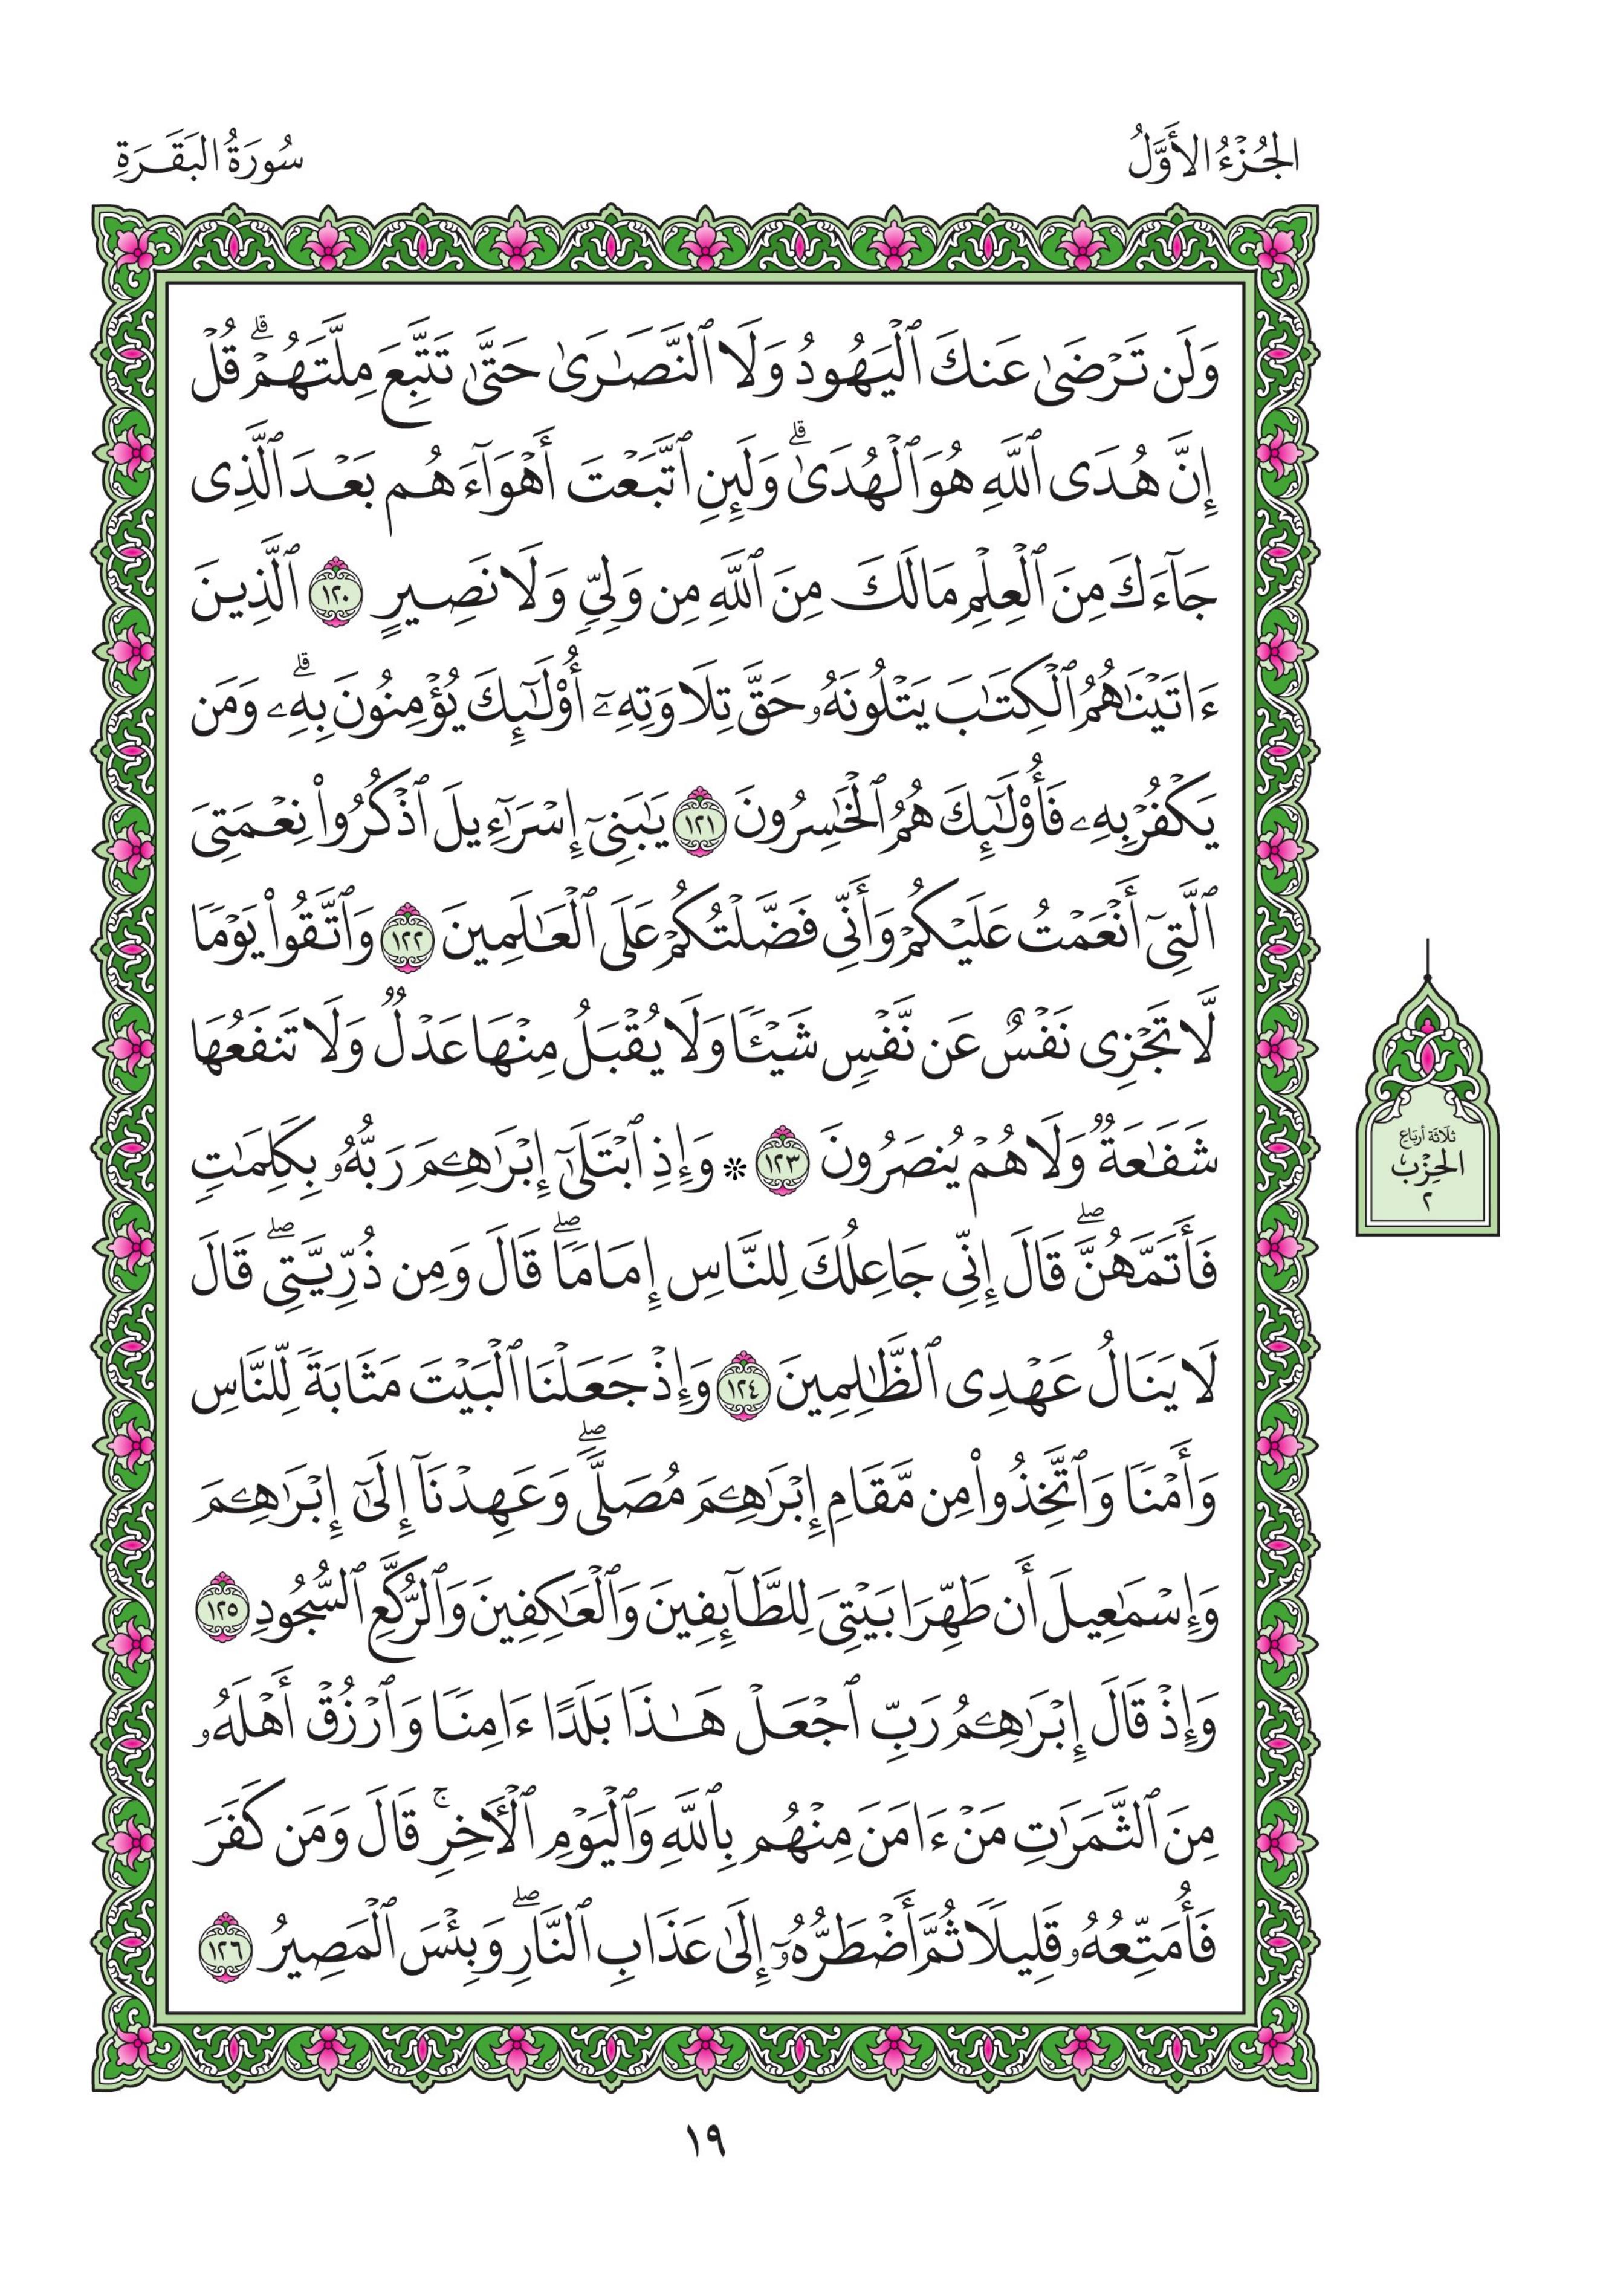 الجُزْءُ الأَوَّلُ
سُورَةُ البَقَرَةِ
وَلَن تَرْضَىٰ عَنكَ ٱلْيَهُودُ وَلَا ٱلنَّصَٰرَىٰ حَتَّىٰ تَتَّبِعَ مِلَّتَهُمْ ۗ قُلْ
إِنَّ هُدَى ٱللَّهِ هُوَ ٱلْهُدَىٰ ۗ وَلَئِنِ ٱتَّبَعْتَ أَهْوَآءَهُم بَعْدَ ٱلَّذِى
جَآءَكَ مِنَ ٱلْعِلْمِ مَا لَكَ مِنَ ٱللَّهِ مِن وَلِىٍّ وَلَا نَصِيرٍ ١٢٠ ٱلَّذِينَ
ءَاتَيْنَٰهُمُ ٱلْكِتَٰبَ يَتْلُونَهُۥ حَقَّ تِلَاوَتِهِۦٓ أُو۟لَٰٓئِكَ يُؤْمِنُونَ بِهِۦ ۗ وَمَن
يَكْفُرْ بِهِۦ فَأُو۟لَٰٓئِكَ هُمُ ٱلْخَٰسِرُونَ ١٢١ يَٰبَنِىٓ إِسْرَٰٓءِيلَ ٱذْكُرُوا۟ نِعْمَتِىَ
ٱلَّتِىٓ أَنْعَمْتُ عَلَيْكُمْ وَأَنِّى فَضَّلْتُكُمْ عَلَى ٱلْعَٰلَمِينَ ١٢٢ وَٱتَّقُوا۟ يَوْمًا
لَّا تَجْزِى نَفْسٌ عَن نَّفْسٍ شَيْـًٔا وَلَا يُقْبَلُ مِنْهَا عَدْلٌ وَلَا تَنفَعُهَا
شَفَٰعَةٌ وَلَا هُمْ يُنصَرُونَ ١٢٣ * وَإِذِ ٱبْتَلَىٰٓ إِبْرَٰهِـۧمَ رَبُّهُۥ بِكَلِمَٰتٍ
فَأَتَمَّهُنَّ ۖ قَالَ إِنِّى جَاعِلُكَ لِلنَّاسِ إِمَامًا ۖ قَالَ وَمِن ذُرِّيَّتِى ۖ قَالَ
لَا يَنَالُ عَهْدِى ٱلظَّٰلِمِينَ ١٢٤ وَإِذْ جَعَلْنَا ٱلْبَيْتَ مَثَابَةً لِّلنَّاسِ
وَأَمْنًا وَٱتَّخِذُوا۟ مِن مَّقَامِ إِبْرَٰهِـۧمَ مُصَلًّى ۖ وَعَهِدْنَآ إِلَىٰٓ إِبْرَٰهِـۧمَ
وَإِسْمَٰعِيلَ أَن طَهِّرَا بَيْتِىَ لِلطَّآئِفِينَ وَٱلْعَٰكِفِينَ وَٱلرُّكَّعِ ٱلسُّجُودِ ١٢٥
وَإِذْ قَالَ إِبْرَٰهِـۧمُ رَبِّ ٱجْعَلْ هَٰذَا بَلَدًا ءَامِنًا وَٱرْزُقْ أَهْلَهُۥ
مِنَ ٱلثَّمَرَٰتِ مَنْ ءَامَنَ مِنْهُم بِٱللَّهِ وَٱلْيَوْمِ ٱلْـَٔاخِرِ ۚ قَالَ وَمَن كَفَرَ
فَأُمَتِّعُهُۥ قَلِيلًا ثُمَّ أَضْطَرُّهُۥٓ إِلَىٰ عَذَابِ ٱلنَّارِ ۖ وَبِئْسَ ٱلْمَصِيرُ ١٢٦
ثَلَاثَة أَرْبَاع
الحِزْب
٢
١٩